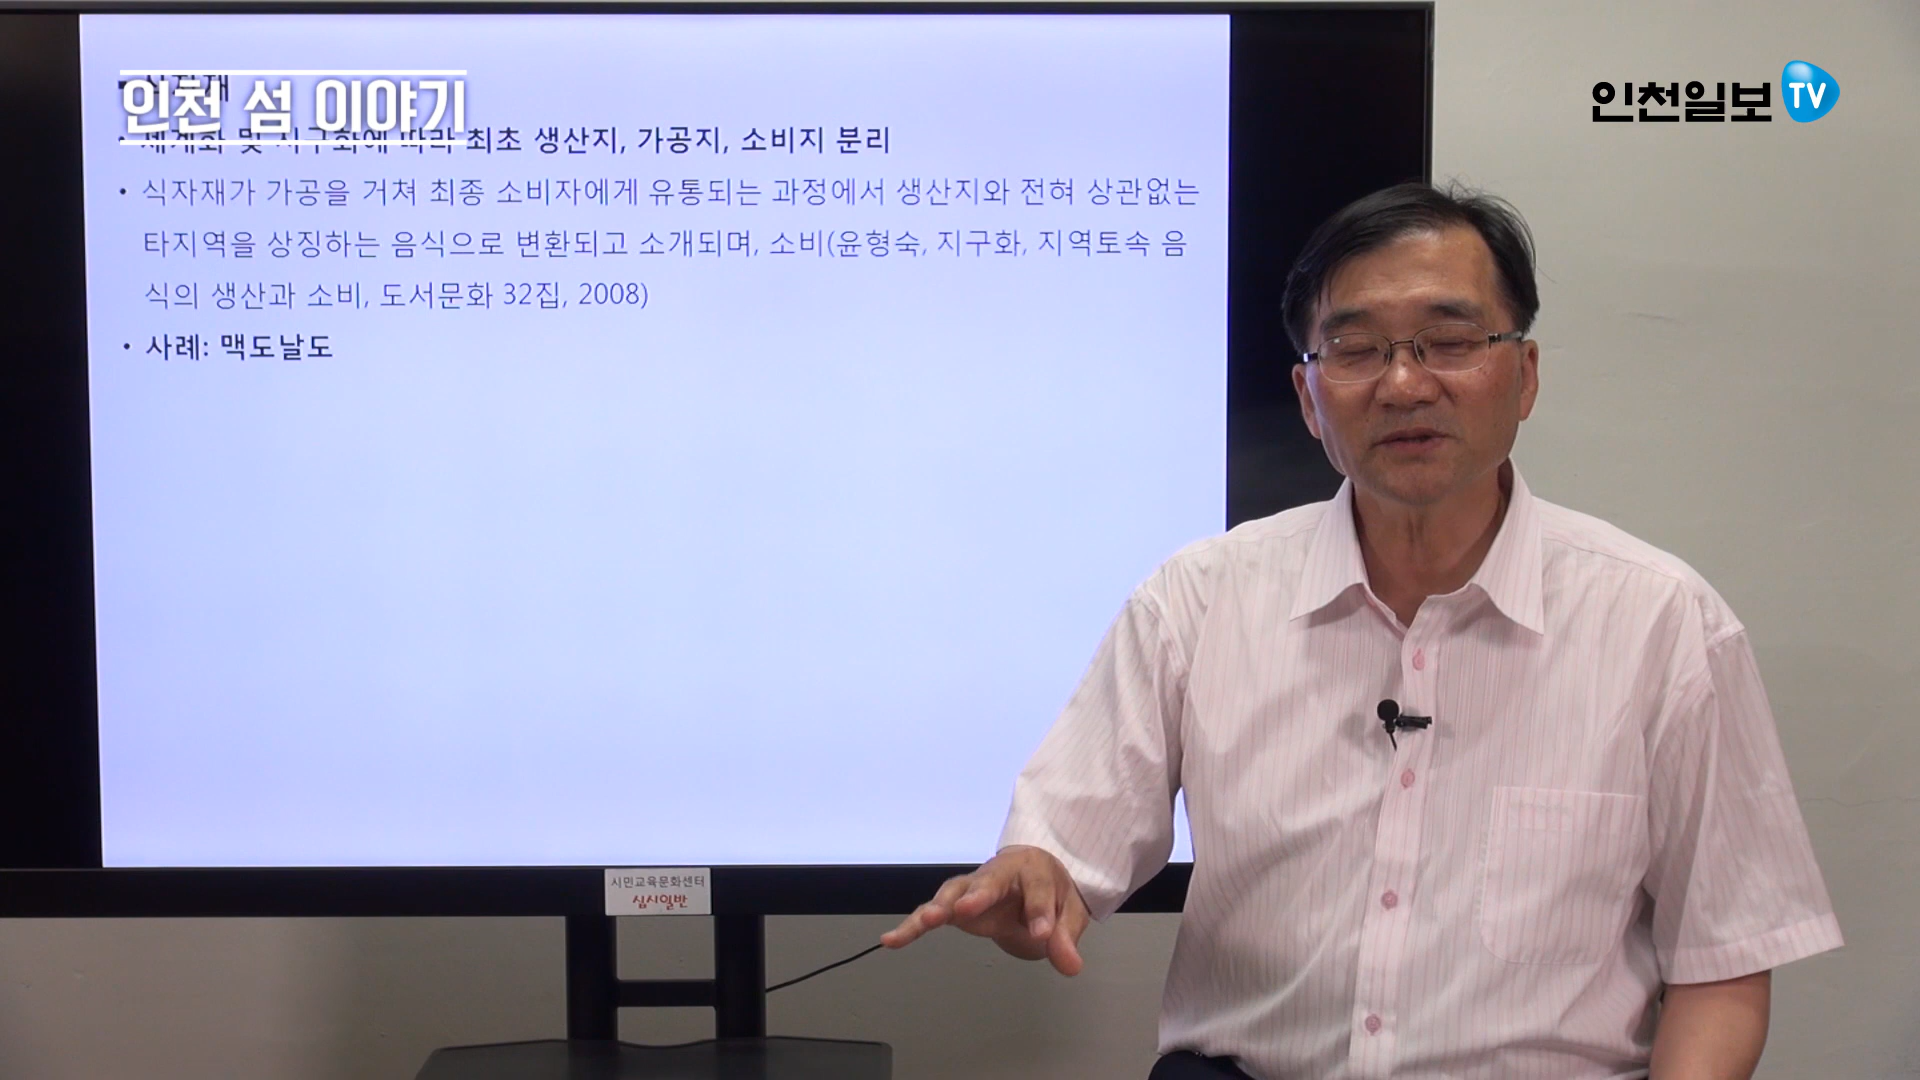 인천 섬 이야기
인천일보 TV
최초 생산지, 가공지, 소비지 분리
• 식자재가 가공을 거쳐 최종 소비자에게 유통되는 과정에서 생산지와 전혀 상관없는
타지역을 상징하는 음식으로 변환되고 소개되며, 소비(윤형숙, 지구화, 지역토속 음
식의 생산과 소비, 도서문화 32집, 2008)
• 사례: 맥도날도
시민교육문화센터
심시일반